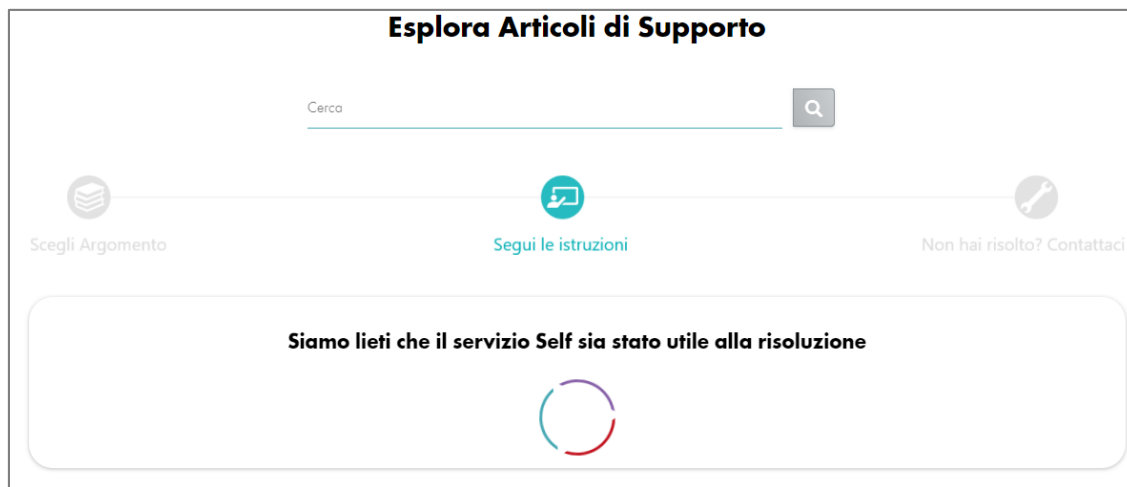 Esplora Articoli di Supporto
Cerca
Scegli Argomento
Segui le istruzioni
Non hai risolto? Contattaci
Siamo lieti che il servizio Self sia stato utile alla risoluzione